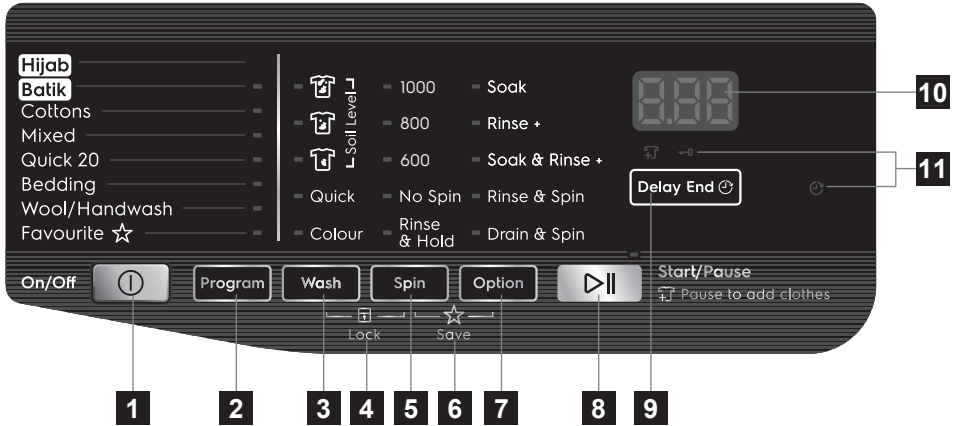 Hijab
Batik
Cottons
Mixed
Quick 20
Bedding
Wool/Handwash
Favourite ☆
Soil Level
Quick
Colour
1000
800
600
No Spin
Rinse
& Hold
Soak
Rinse +
Soak & Rinse +
Rinse & Spin
Drain & Spin
8.88
10
11
Delay End
On/Off
Program
Wash
Spin
Option
Start/Pause
Pause to add clothes
Lock
Save
1
2
3
4
5
6
7
8
9